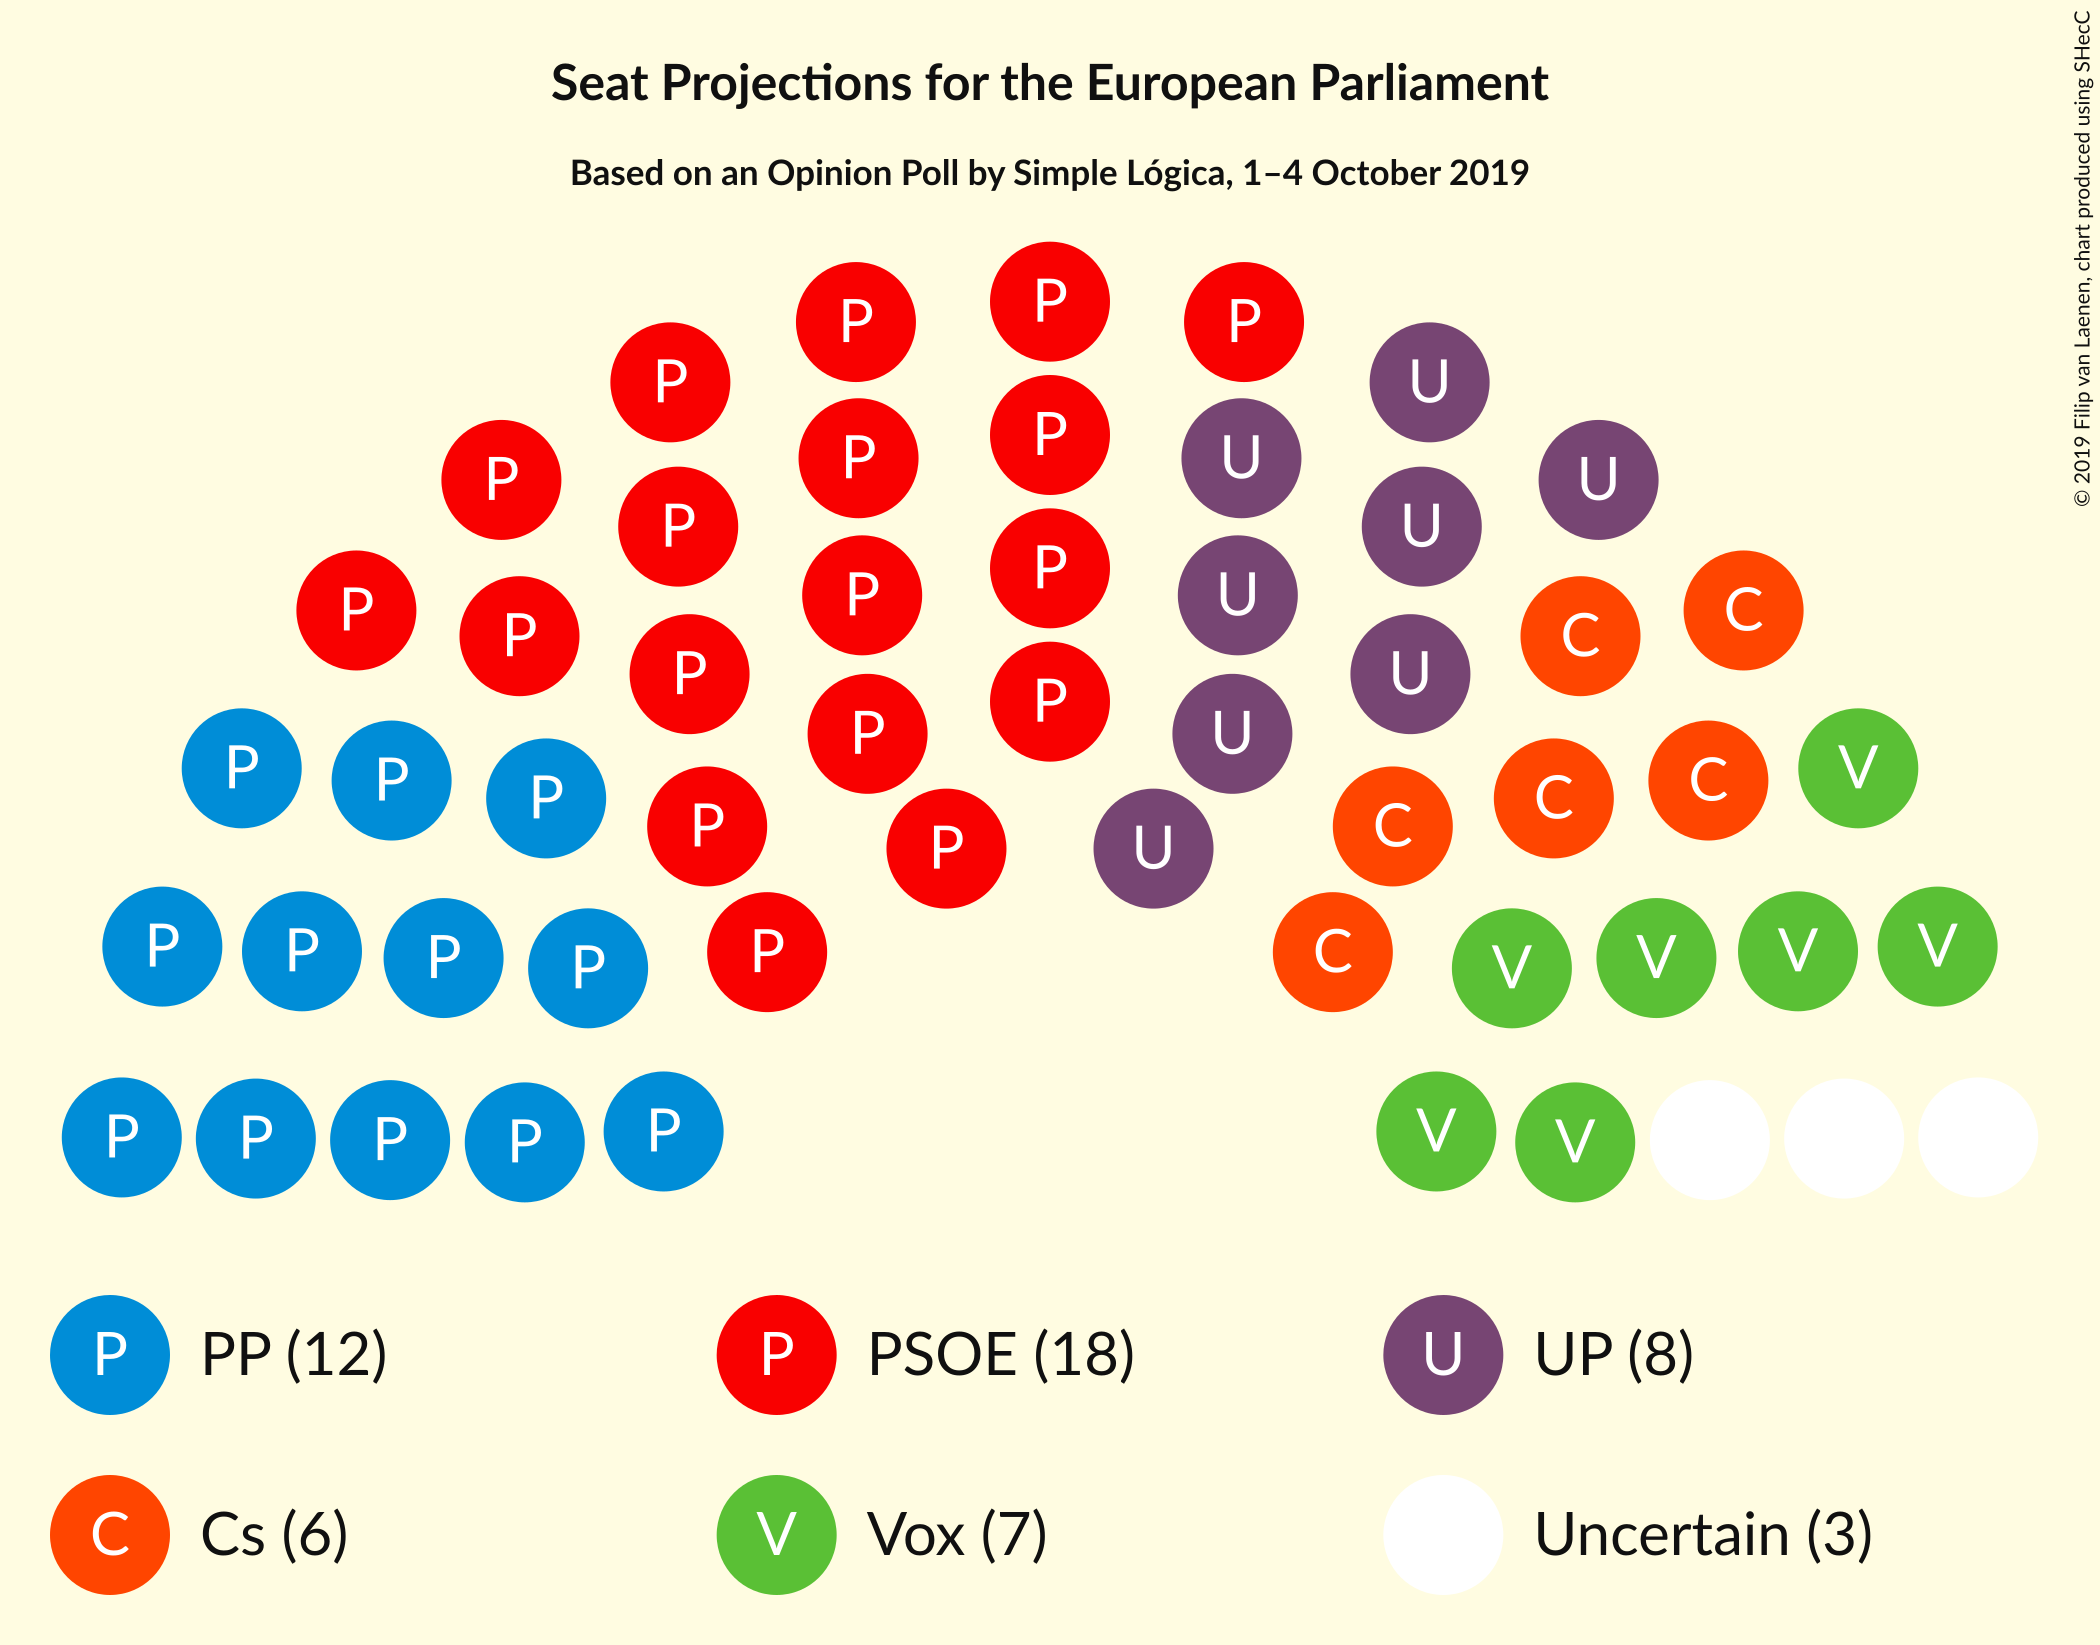 Seat Projections for the European Parliament
Based on an Opinion Poll by Simple Lógica, 1–4 October 2019
© 2019 Filip van Laenen, chart produced using SHecC
P P P
P U
P P U U
P
P U
P P U
P U
P P C C
P U
P P
P U
P P C V
P P C
P C
P U
P P V V
P P C V V
P P V V
P P P P P V V
P PP (12) P PSOE (18) U UP (8)
C Cs (6) V Vox (7) Uncertain (3)